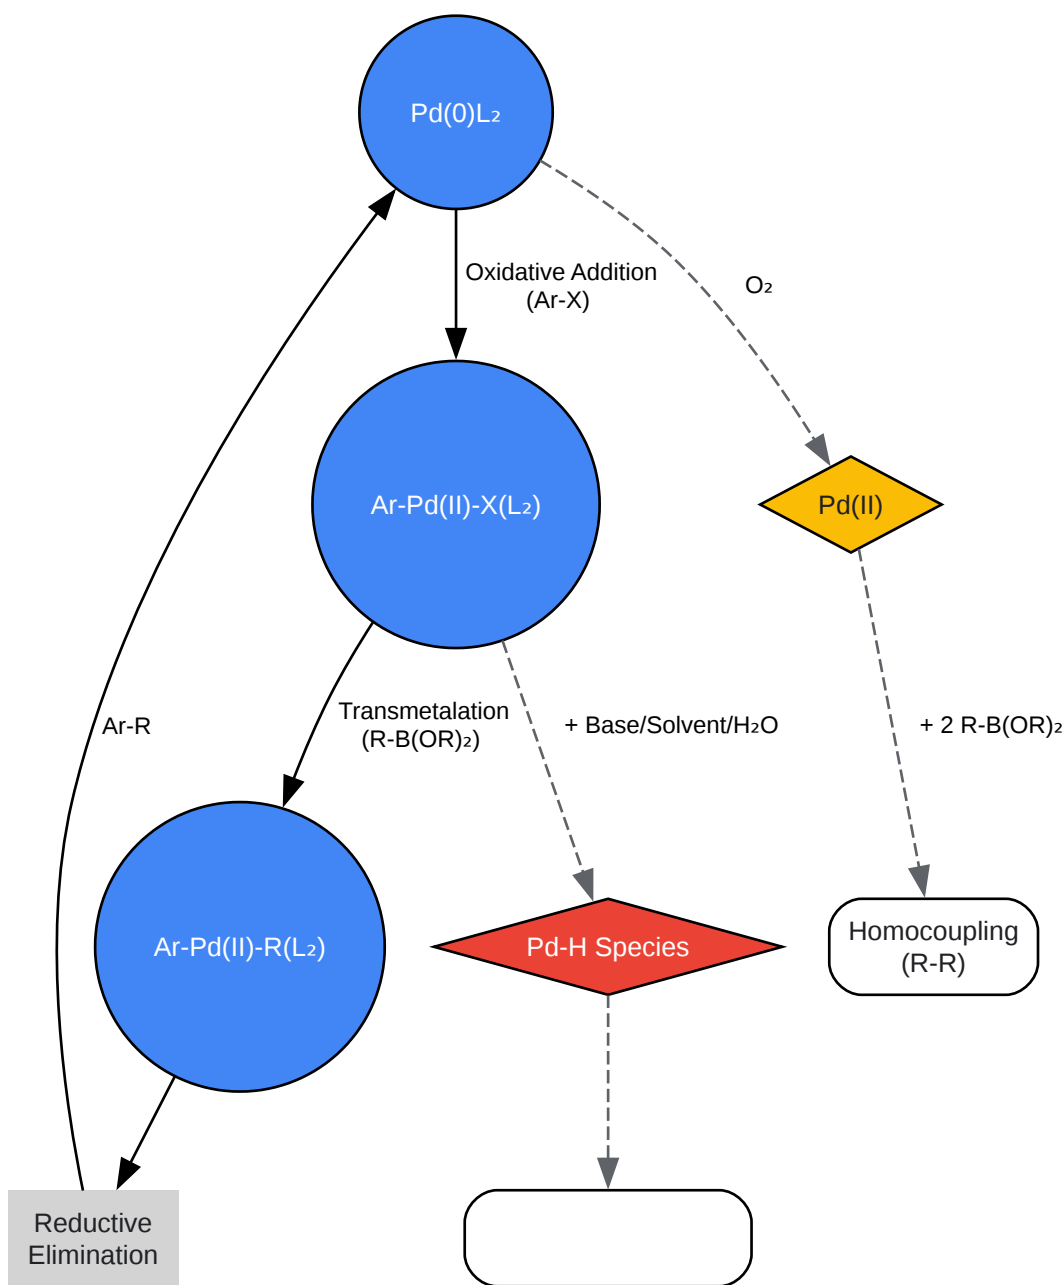 Pd(0)L₂
Oxidative Addition
(Ar-X)
O₂
Ar-Pd(II)-X(L₂)
Pd(II)
Ar-R
Transmetalation
(R-B(OR)₂)
+ Base/Solvent/H₂O
+ 2 R-B(OR)₂
Ar-Pd(II)-R(L₂)
Pd-H Species
Homocoupling
(R-R)
Reductive
Elimination